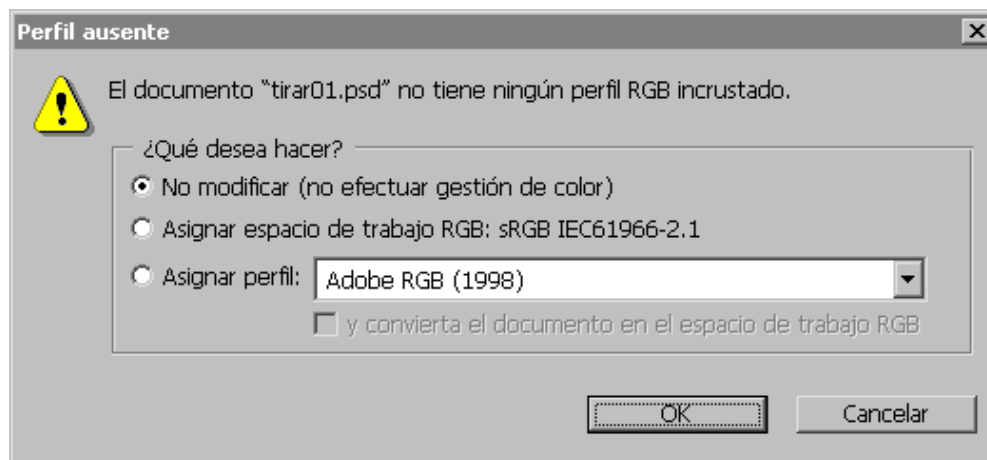 Perfil ausente
El documento “tirar01.psd” no tiene ningún perfil RGB incrustado.
¿Qué desea hacer?
No modificar (no efectuar gestión de color)
Asignar espacio de trabajo RGB: sRGB IEC61966-2.1
Asignar perfil: Adobe RGB (1998)
y convierta el documento en el espacio de trabajo RGB
OK Cancelar